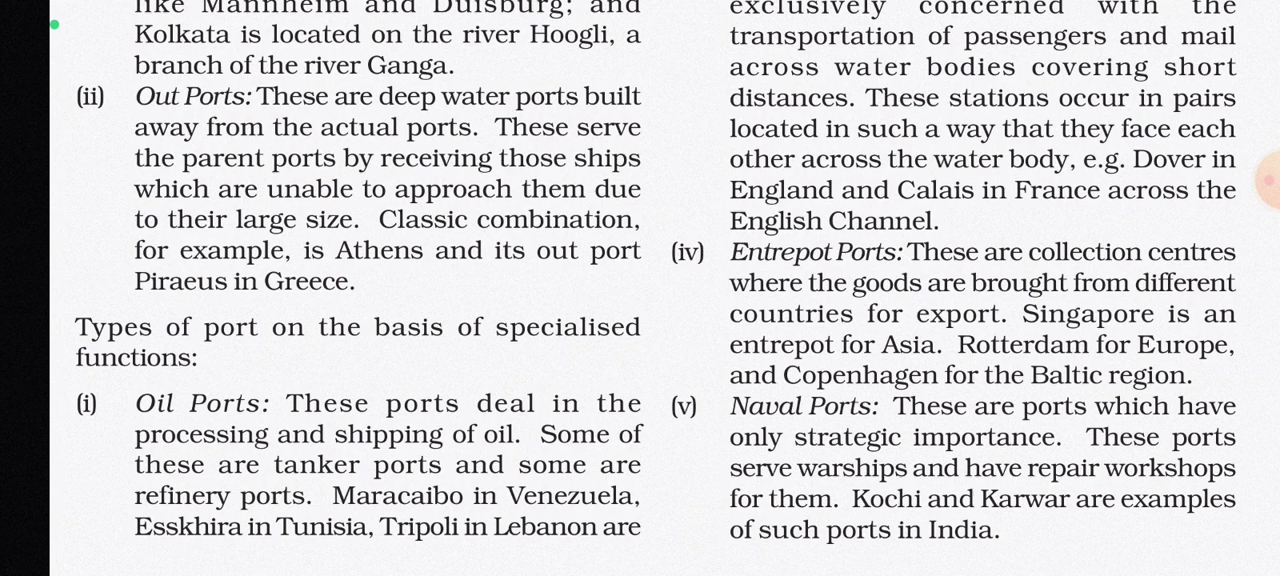 like Mannheim and Duisburg; and
Kolkata is located on the river Hoogli, a
branch of the river Ganga.
(ii) Out Ports: These are deep water ports built
away from the actual ports. These serve
the parent ports by receiving those ships
which are unable to approach them due
to their large size. Classic combination,
for example, is Athens and its out port
Piraeus in Greece.
Types of port on the basis of specialised
functions:
(i) Oil Ports: These ports deal in the
processing and shipping of oil. Some of
these are tanker ports and some are
refinery ports. Maracaibo in Venezuela,
Esskhira in Tunisia, Tripoli in Lebanon are
exclusively concerned with the
transportation of passengers and mail
across water bodies covering short
distances. These stations occur in pairs
located in such a way that they face each
other across the water body, e.g. Dover in
England and Calais in France across the
English Channel.
(iv) Entrepot Ports: These are collection centres
where the goods are brought from different
countries for export. Singapore is an
entrepot for Asia. Rotterdam for Europe,
and Copenhagen for the Baltic region.
(v) Naval Ports: These are ports which have
only strategic importance. These ports
serve warships and have repair workshops
for them. Kochi and Karwar are examples
of such ports in India.